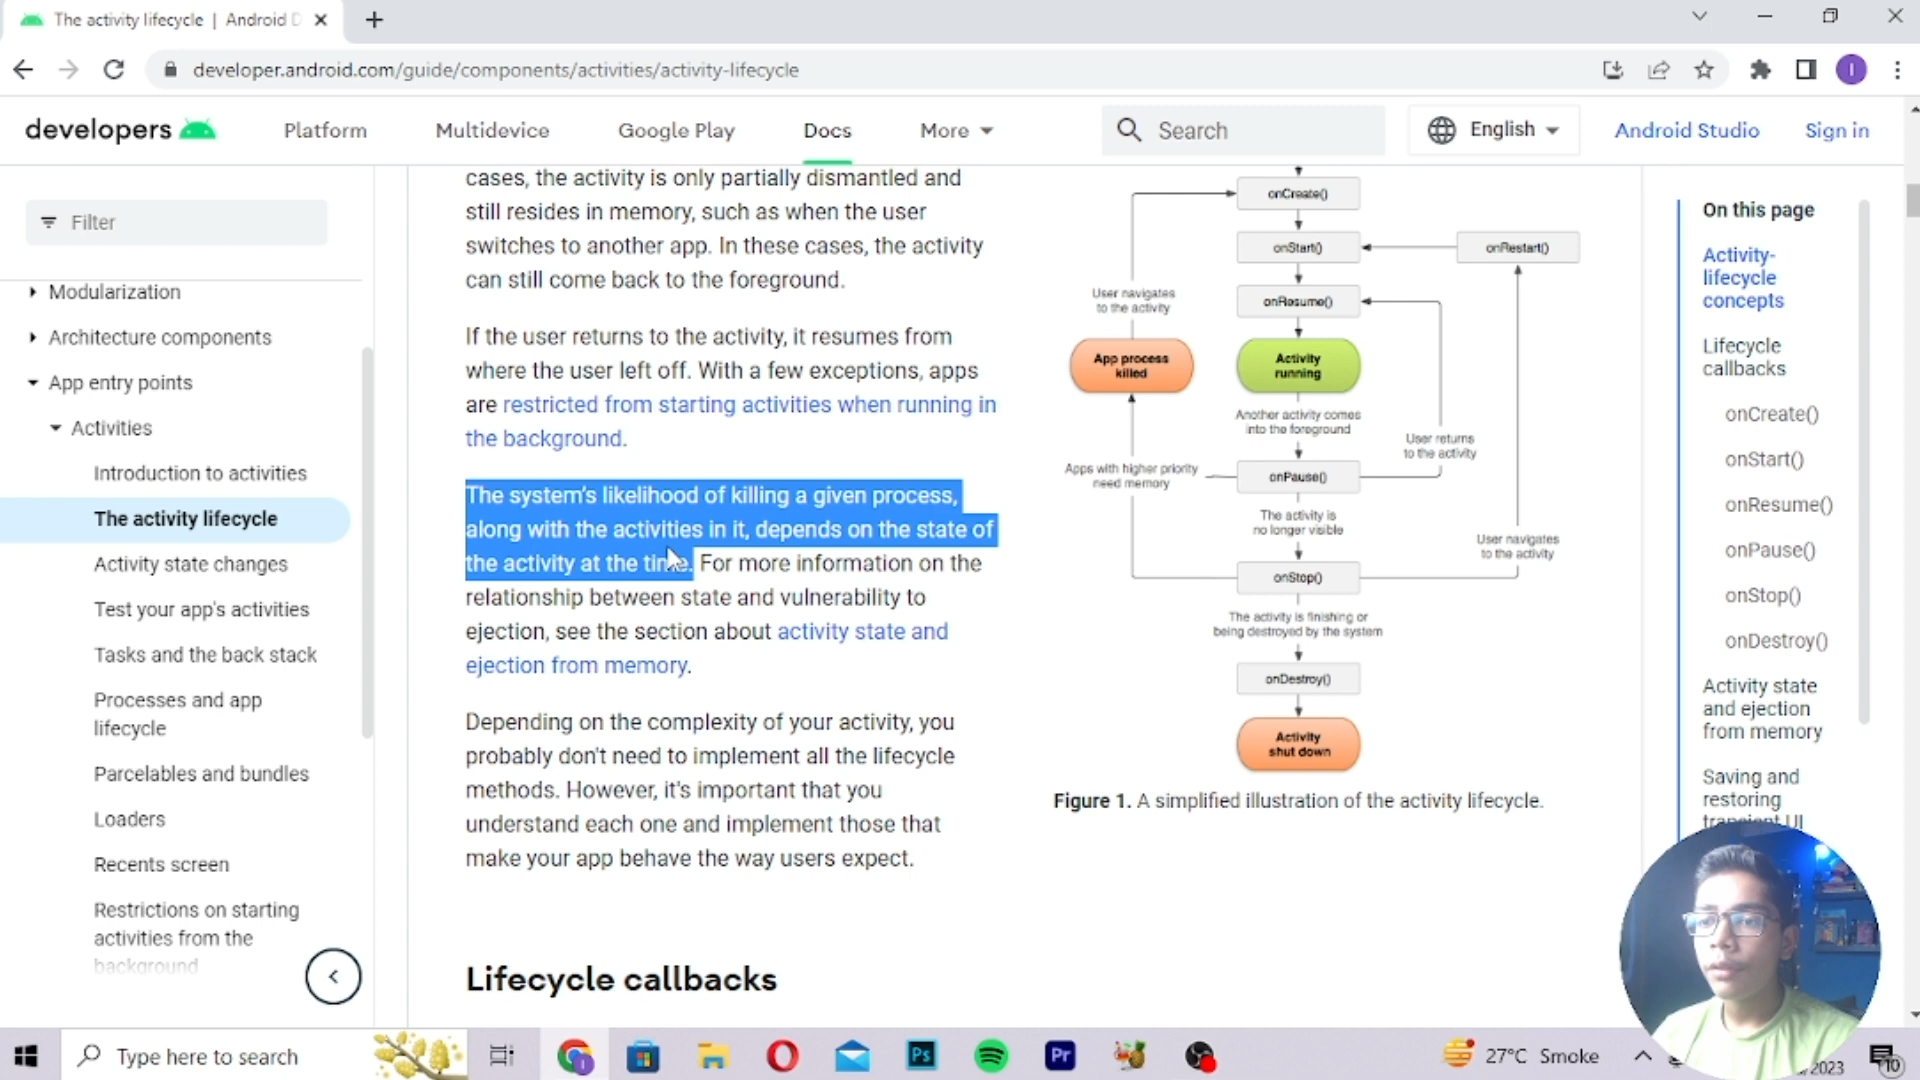 The activity lifecycle | Android D
developer.android.com/guide/components/activities/activity-lifecycle
developers
Platform
Multidevice
Google Play
Docs
More
Search
English
Android Studio
Sign in
Filter
Modularization
Architecture components
App entry points
Activities
Introduction to activities
The activity lifecycle
Activity state changes
Test your app's activities
Tasks and the back stack
Processes and app
lifecycle
Parcelables and bundles
Loaders
Recents screen
Restrictions on starting
activities from the
background
cases, the activity is only partially dismantled and
still resides in memory, such as when the user
switches to another app. In these cases, the activity
can still come back to the foreground.
If the user returns to the activity, it resumes from
where the user left off. With a few exceptions, apps
are restricted from starting activities when running in
the background.
The system's likelihood of killing a given process,
along with the activities in it, depends on the state of
the activity at the time. For more information on the
relationship between state and vulnerability to
ejection, see the section about activity state and
ejection from memory.
Depending on the complexity of your activity, you
probably don't need to implement all the lifecycle
methods. However, it's important that you
understand each one and implement those that
make your app behave the way users expect.
Lifecycle callbacks
onCreate()
onStart()
onRestart()
onResume()
User navigates
to the activity
App process
killed
Activity
running
Another activity comes
into the foreground
User returns
to the activity
Apps with higher priority
need memory
onPause()
The activity is
no longer visible
User navigates
to the activity
onStop()
The activity is finishing or
being destroyed by the system
onDestroy()
Activity
shut down
Figure 1. A simplified illustration of the activity lifecycle.
On this page
Activity-
lifecycle
concepts
Lifecycle
callbacks
onCreate()
onStart()
onResume()
onPause()
onStop()
onDestroy()
Activity state
and ejection
from memory
Saving and
restoring
transient UI
Type here to search
Ps
Pr
27°C Smoke
/2023
10
I